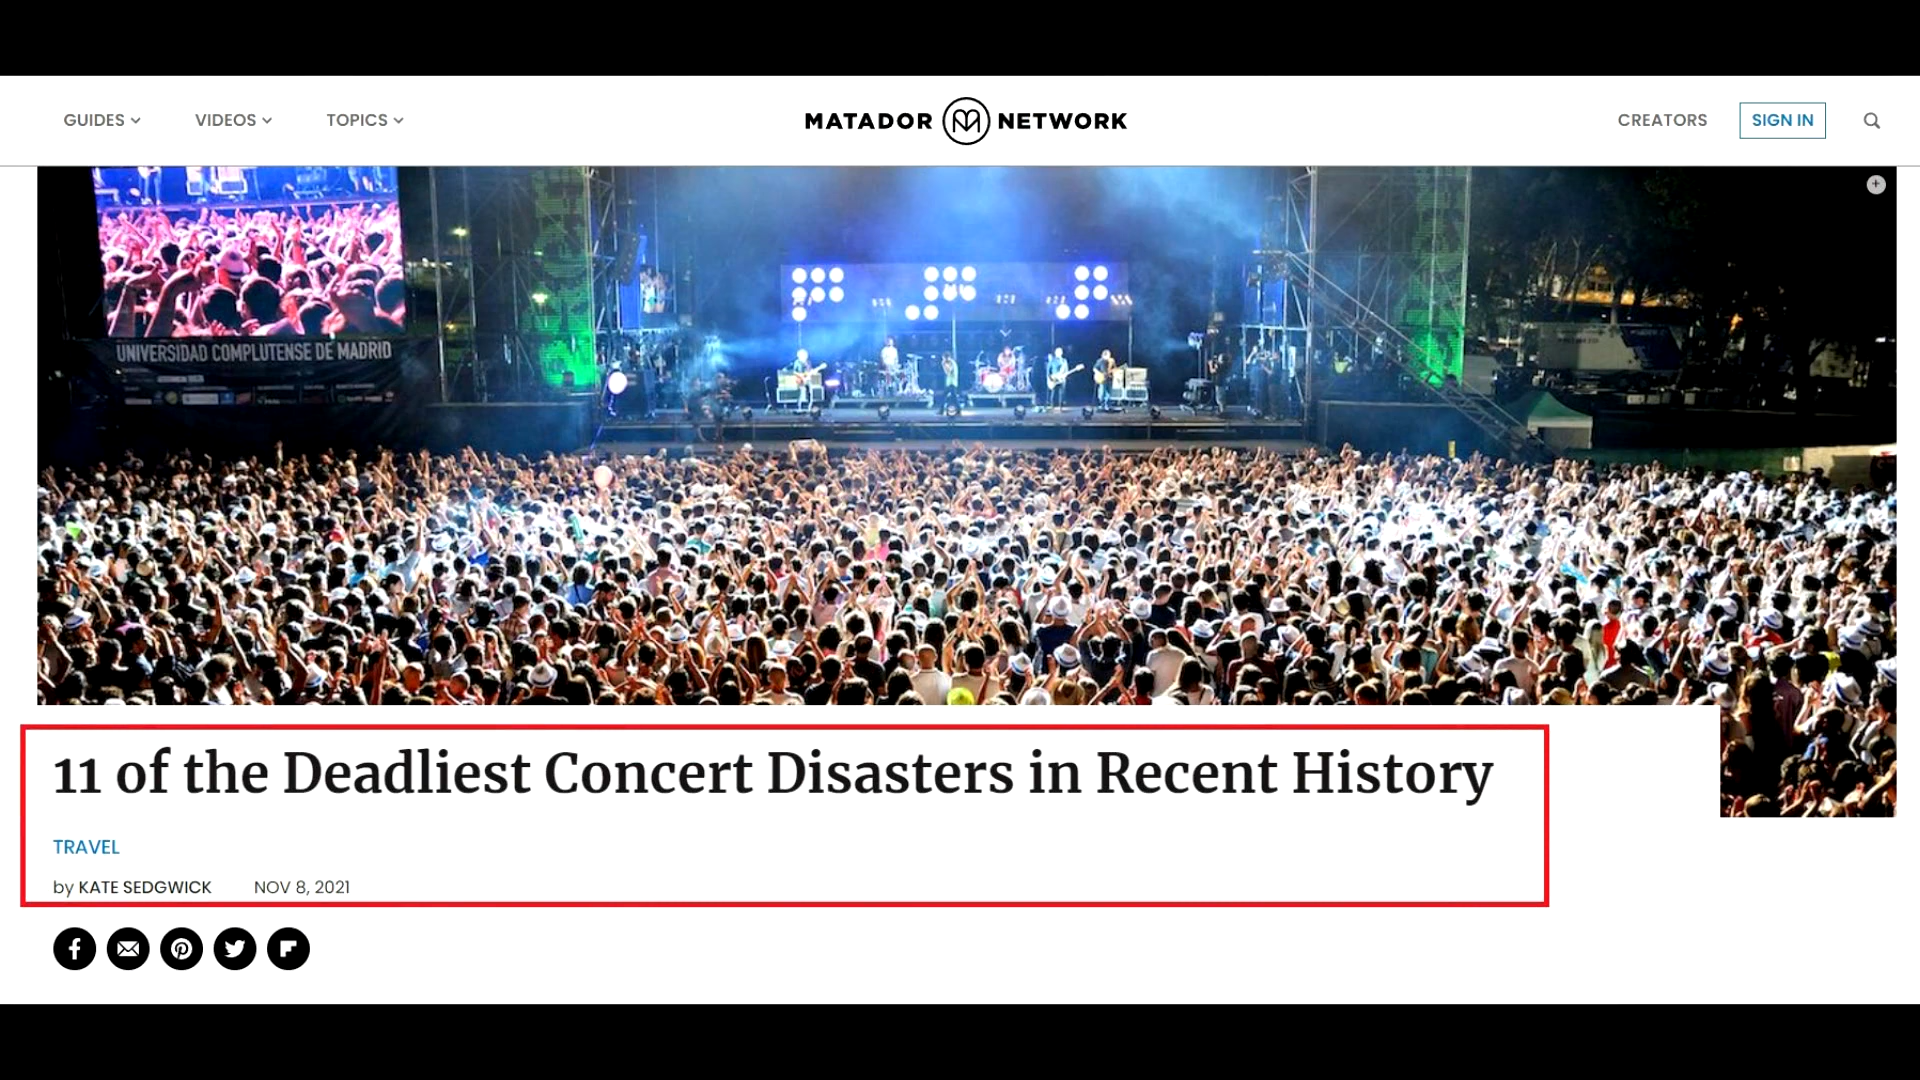 GUIDES VIDEOS TOPICS MATADOR NETWORK CREATORS SIGN IN
UNIVERSIDAD COMPLUTENSE DE MADRID
11 of the Deadliest Concert Disasters in Recent History
TRAVEL
by KATE SEDGWICK NOV 8, 2021